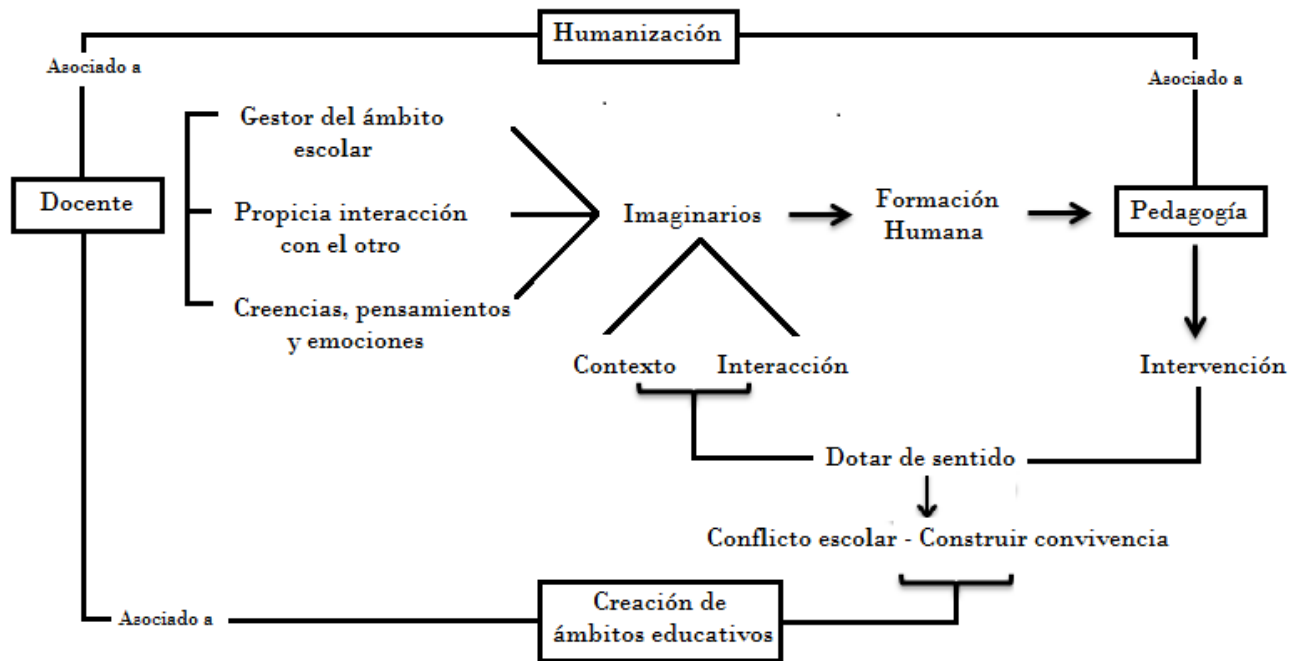 Humanización
Asociado a
Asociado a
Gestor del ámbito
escolar
Docente
Propicia interacción
con el otro
Imaginarios
Formación
Humana
Pedagogía
Creencias, pensamientos
y emociones
Contexto
Interacción
Intervención
Dotar de sentido
Conflicto escolar - Construir convivencia
Asociado a
Creación de
ámbitos educativos